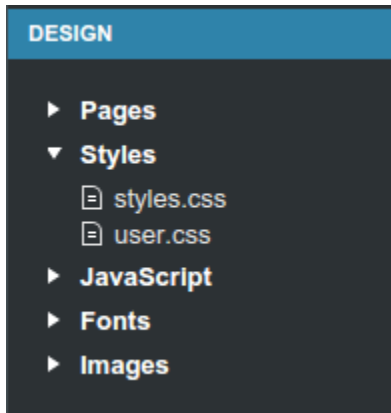 DESIGN
Pages
Styles
styles.css
user.css
JavaScript
Fonts
Images